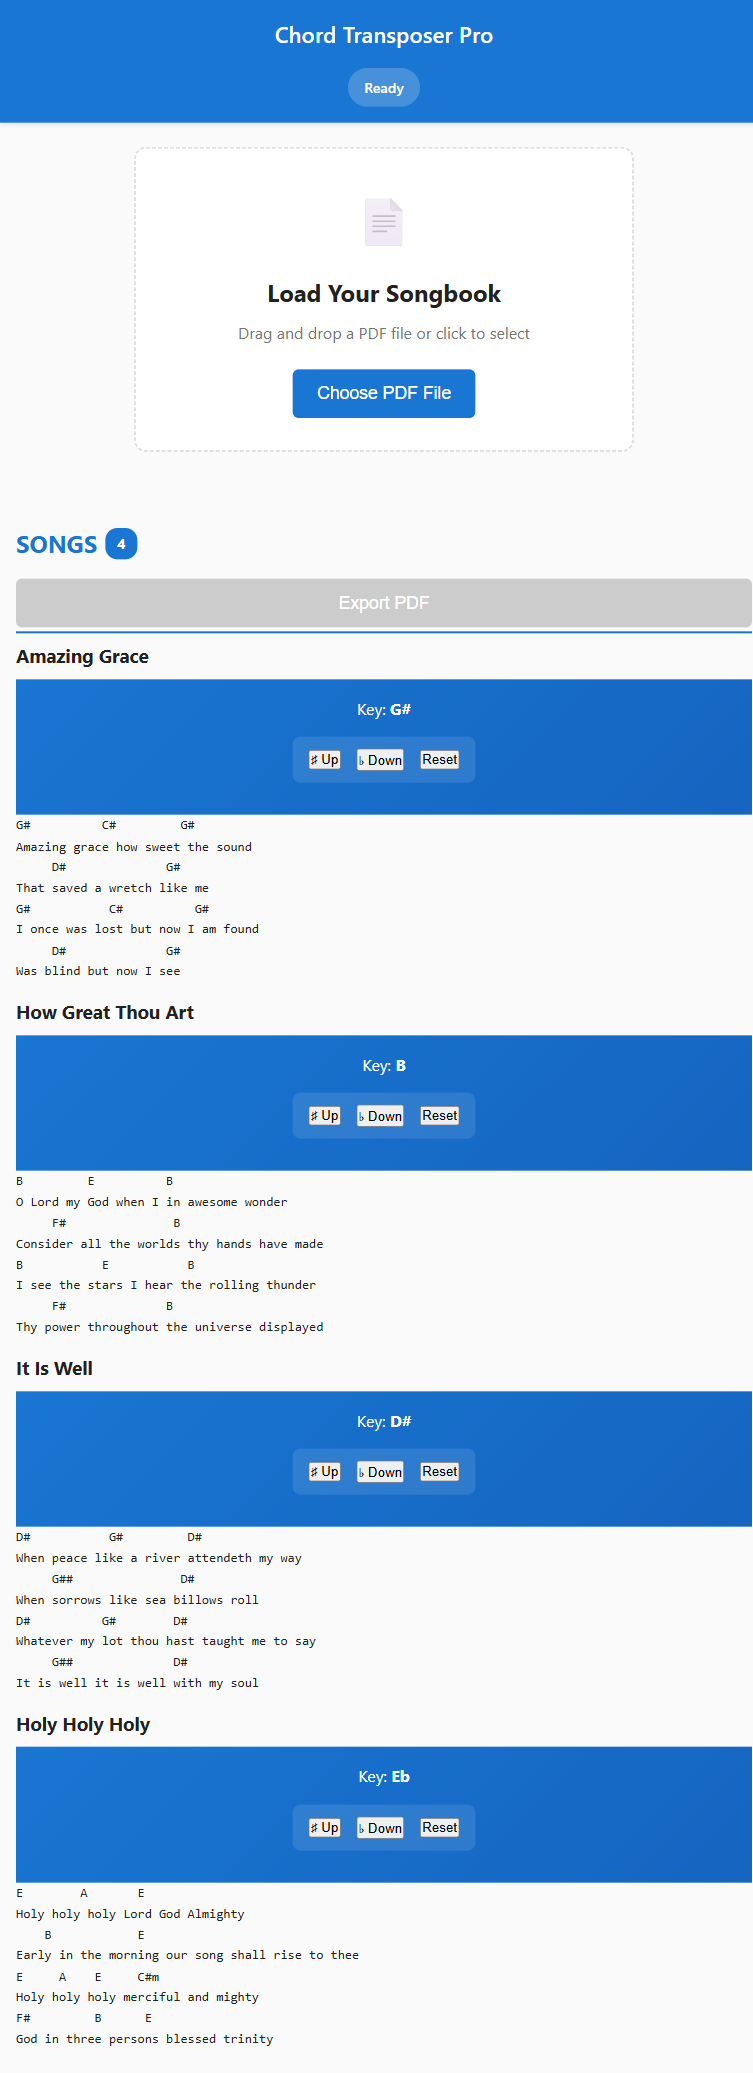 Chord Transposer Pro
Ready
Load Your Songbook
Drag and drop a PDF file or click to select
Choose PDF File
SONGS 4
Export PDF
Amazing Grace
Key: G#
♯ Up ♭ Down Reset
G#          C#         G#
Amazing grace how sweet the sound
     D#              G#
That saved a wretch like me
G#           C#          G#
I once was lost but now I am found
     D#              G#
Was blind but now I see
How Great Thou Art
Key: B
♯ Up ♭ Down Reset
B         E          B
O Lord my God when I in awesome wonder
     F#               B
Consider all the worlds thy hands have made
B           E           B
I see the stars I hear the rolling thunder
     F#              B
Thy power throughout the universe displayed
It Is Well
Key: D#
♯ Up ♭ Down Reset
D#           G#         D#
When peace like a river attendeth my way
     G##               D#
When sorrows like sea billows roll
D#          G#        D#
Whatever my lot thou hast taught me to say
     G##              D#
It is well it is well with my soul
Holy Holy Holy
Key: Eb
♯ Up ♭ Down Reset
E        A       E
Holy holy holy Lord God Almighty
    B            E
Early in the morning our song shall rise to thee
E     A    E     C#m
Holy holy holy merciful and mighty
F#         B      E
God in three persons blessed trinity